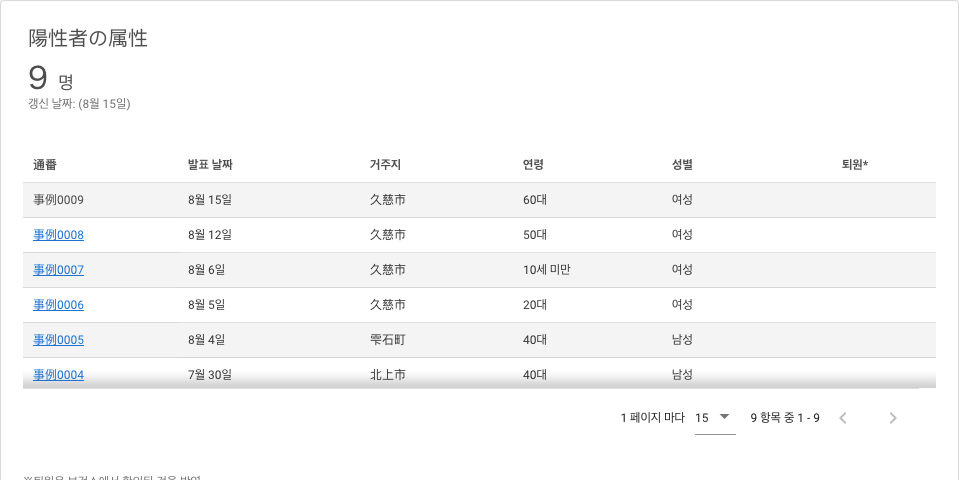 陽性者の属性
9 명
갱신 날짜: (8월 15일)
通番 발표 날짜 거주지 연령 성별 퇴원*
事例0009 8월 15일 久慈市 60대 여성
事例0008 8월 12일 久慈市 50대 여성
事例0007 8월 6일 久慈市 10세 미만 여성
事例0006 8월 5일 久慈市 20대 여성
事例0005 8월 4일 雫石町 40대 남성
事例0004 7월 30일 北上市 40대 남성
1 페이지 마다 15 9 항목 중 1 - 9